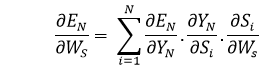 ∂E_N/∂W_S = ∑_{i=1}^{N} ∂E_N/∂Y_N . ∂Y_N/∂S_i . ∂S_i/∂W_s